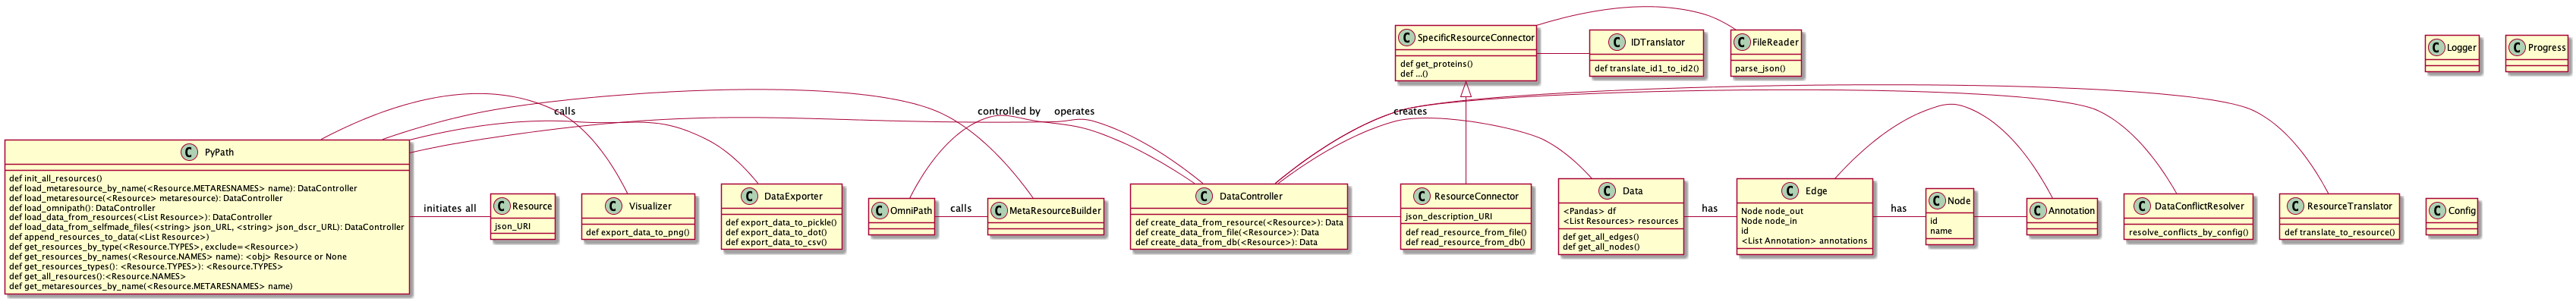 C SpecificResourceConnector
def get_proteins()
def ...()
C IDTranslator
def translate_id1_to_id2()
C FileReader
parse_json()
C Logger
C Progress
calls
controlled by
operates
creates
C PyPath
def init_all_resources()
def load_metaresource_by_name(<Resource.METARESNAMES> name): DataController
def load_metaresource(<Resource> metaresource): DataController
def load_omnipath(): DataController
def load_data_from_resources(<List Resource>): DataController
def load_data_from_selfmade_files(<string> json_URL, <string> json_dscr_URL): DataController
def append_resources_to_data(<List Resource>)
def get_resources_by_type(<Resource.TYPES>, exclude=<Resource>)
def get_resources_by_names(<Resource.NAMES> name): <obj> Resource or None
def get_resources_types(): <Resource.TYPES>): <Resource.TYPES>
def get_all_resources():<Resource.NAMES>
def get_metaresources_by_name(<Resource.METARESNAMES> name)
initiates all
C Resource
json_URI
C Visualizer
def export_data_to_png()
C DataExporter
def export_data_to_pickle()
def export_data_to_dot()
def export_data_to_csv()
C OmniPath
calls
C MetaResourceBuilder
C DataController
def create_data_from_resource(<Resource>): Data
def create_data_from_file(<Resource>): Data
def create_data_from_db(<Resource>): Data
C ResourceConnector
json_description_URI
def read_resource_from_file()
def read_resource_from_db()
C Data
<Pandas> df
<List Resources> resources
def get_all_edges()
def get_all_nodes()
has
C Edge
Node node_out
Node node_in
id
<List Annotation> annotations
has
C Node
id
name
C Annotation
C DataConflictResolver
resolve_conflicts_by_config()
C ResourceTranslator
def translate_to_resource()
C Config